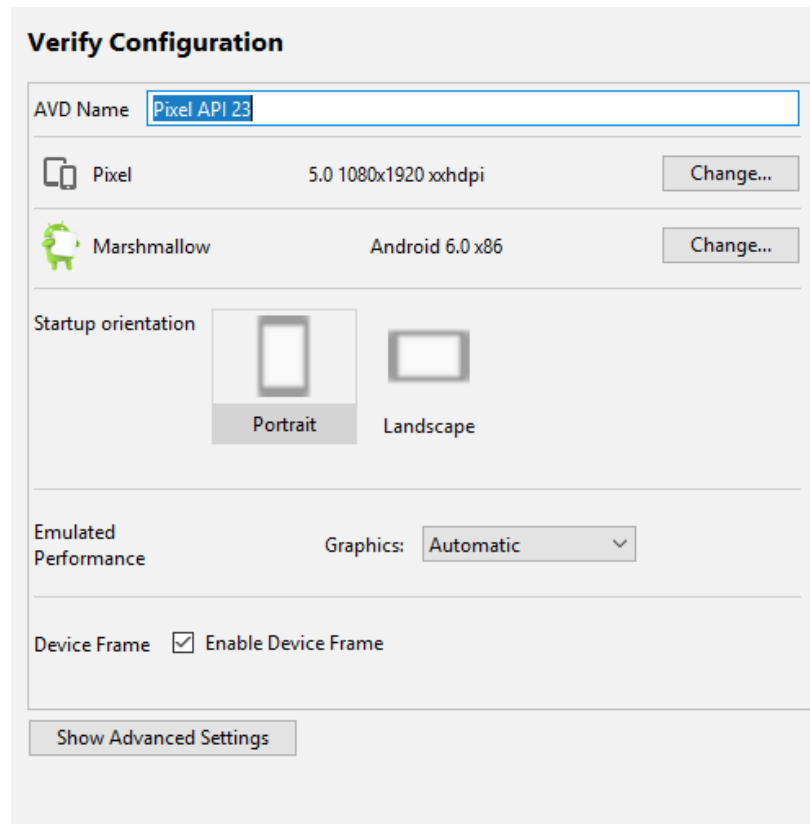 Verify Configuration
AVD Name Pixel API 23
Pixel 5.0 1080x1920 xxhdpi Change...
Marshmallow Android 6.0 x86 Change...
Startup orientation
Portrait Landscape
Emulated
Performance
Graphics: Automatic
Device Frame Enable Device Frame
Show Advanced Settings